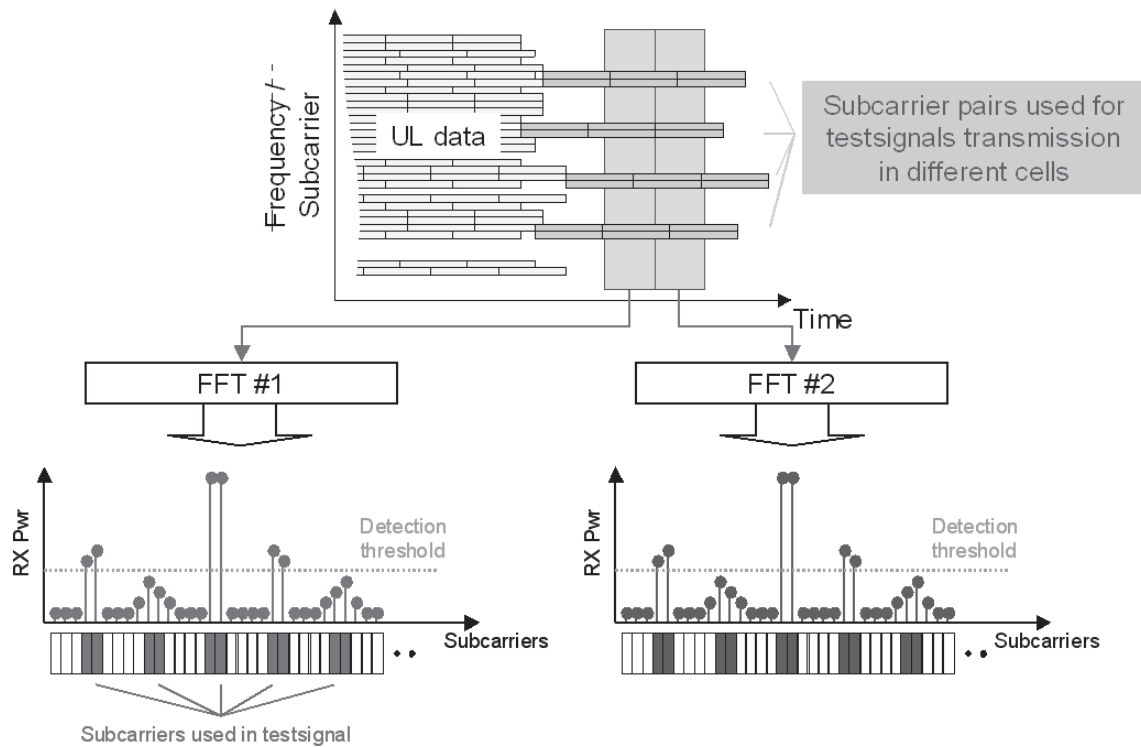 Frequency / -
Subcarrier
UL data
Subcarrier pairs used for
testsignals transmission
in different cells
Time
FFT #1
FFT #2
RX Pwr
Detection
threshold
Subcarriers
RX Pwr
Detection
threshold
Subcarriers
Subcarriers used in testsignal